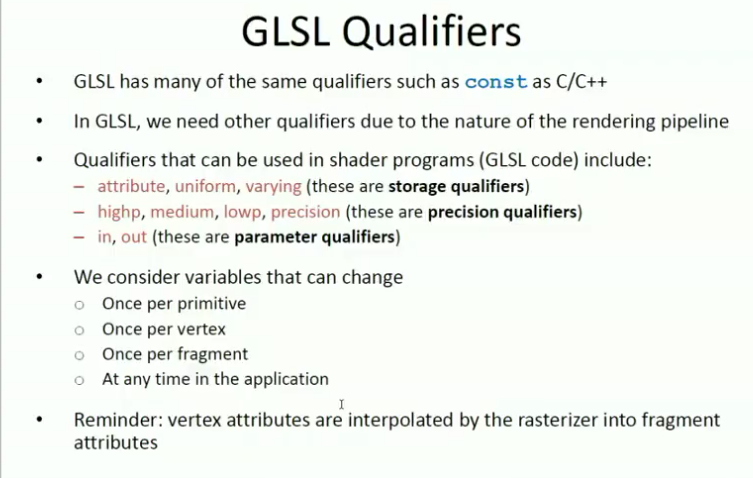 GLSL Qualifiers
• GLSL has many of the same qualifiers such as const as C/C++
• In GLSL, we need other qualifiers due to the nature of the rendering pipeline
• Qualifiers that can be used in shader programs (GLSL code) include:
– attribute, uniform, varying (these are storage qualifiers)
– highp, medium, lowp, precision (these are precision qualifiers)
– in, out (these are parameter qualifiers)
• We consider variables that can change
○ Once per primitive
○ Once per vertex
○ Once per fragment
○ At any time in the application
• Reminder: vertex attributes are interpolated by the rasterizer into fragment
attributes